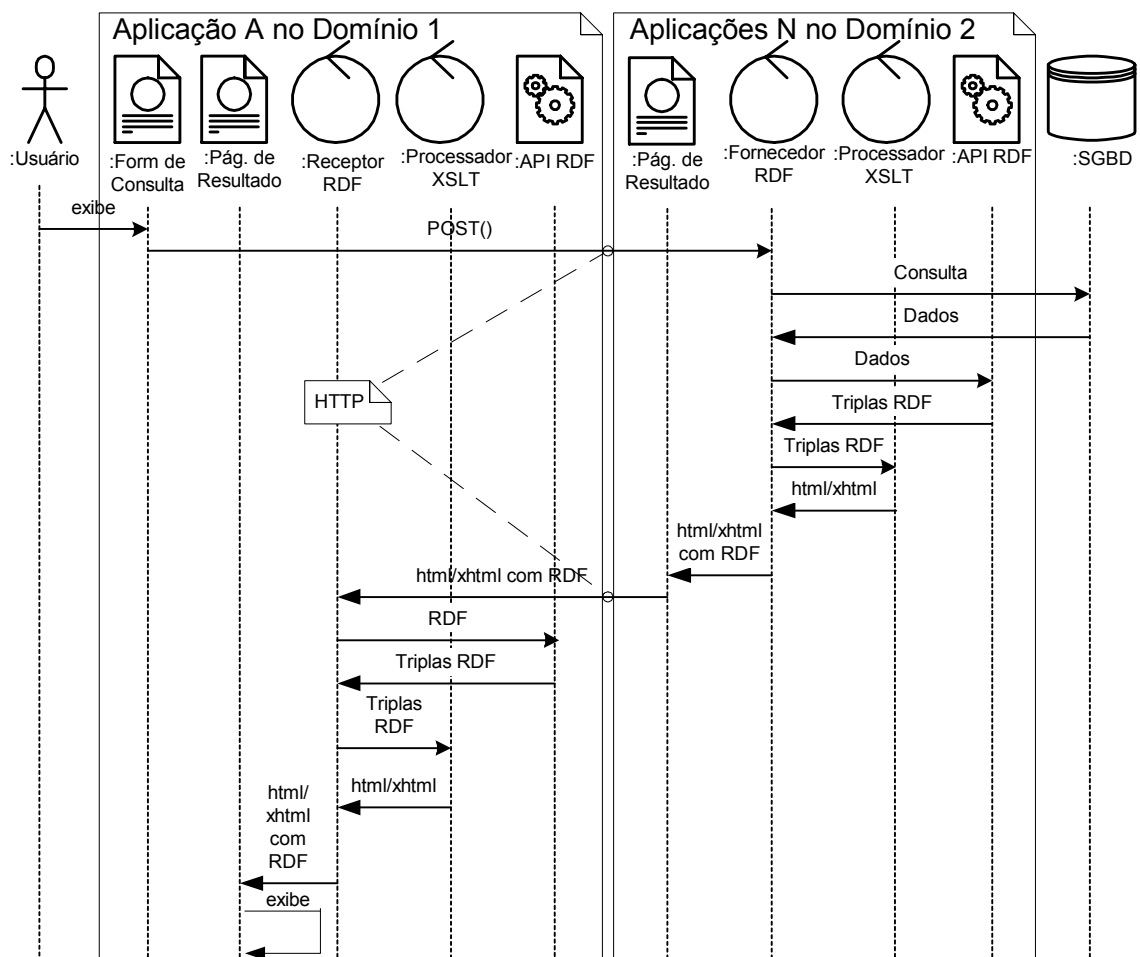 Aplicação A no Domínio 1
Aplicações N no Domínio 2
:Usuário
:Form de
Consulta
:Pág. de
Resultado
:Receptor
RDF
:Processador
XSLT
:API RDF
:Pág. de
Resultado
:Fornecedor
RDF
:Processador
XSLT
:API RDF
:SGBD
exibe
POST()
Consulta
Dados
Dados
HTTP
Triplas RDF
Triplas RDF
html/xhtml
html/xhtml
com RDF
html/xhtml com RDF
RDF
Triplas RDF
Triplas
RDF
html/xhtml
html/
xhtml
com
RDF
exibe